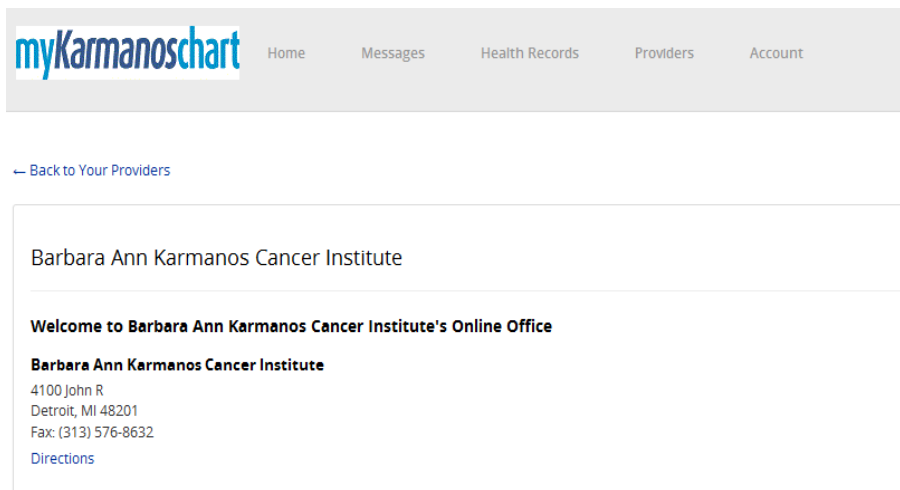 myKarmanoschart Home Messages Health Records Providers Account
← Back to Your Providers
Barbara Ann Karmanos Cancer Institute
Welcome to Barbara Ann Karmanos Cancer Institute's Online Office
Barbara Ann Karmanos Cancer Institute
4100 John R
Detroit, MI 48201
Fax: (313) 576-8632
Directions